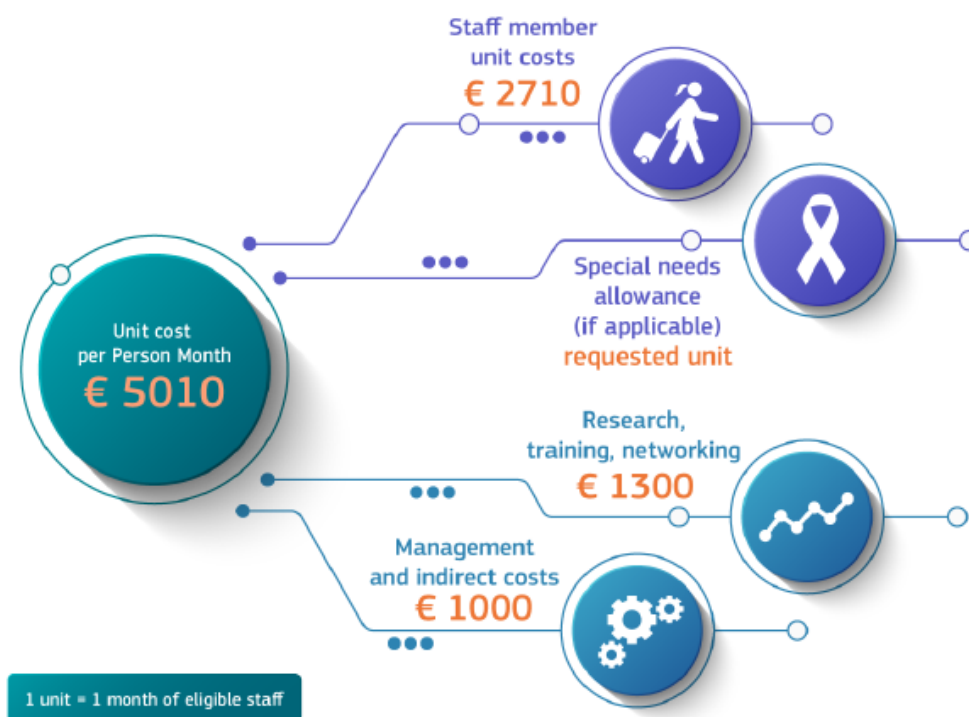 Staff member
unit costs
€ 2710
Special needs
allowance
(if applicable)
requested unit
Unit cost
per Person Month
€ 5010
Research,
training, networking
€ 1300
Management
and indirect costs
€ 1000
1 unit = 1 month of eligible staff